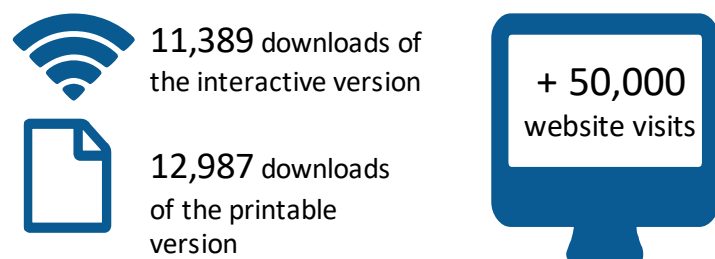 11,389 downloads of
the interactive version
12,987 downloads
of the printable
version
+ 50,000
website visits